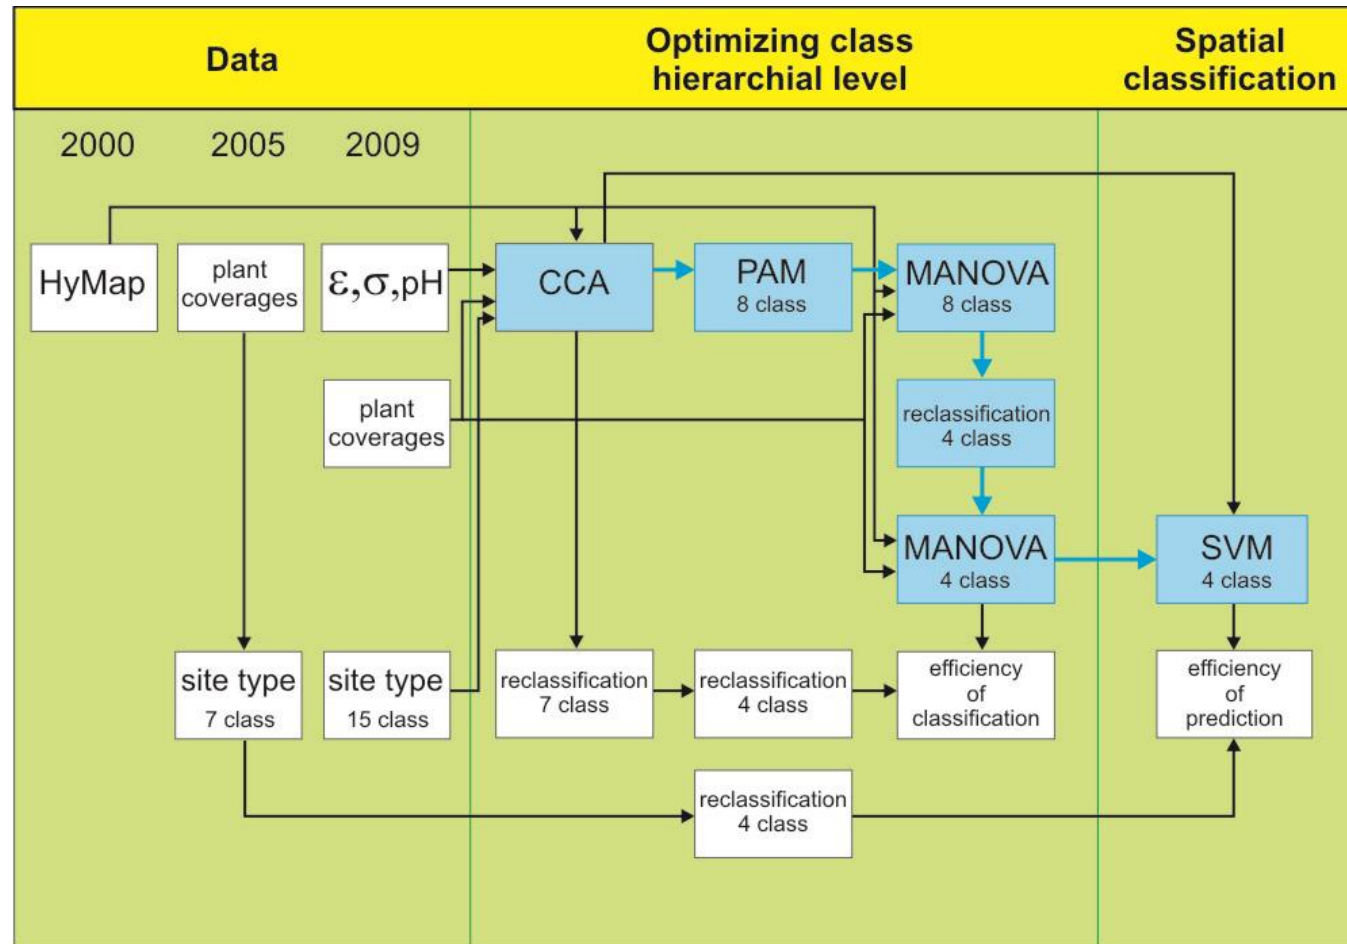 Data
Optimizing class
hierarchial level
Spatial
classification
2000
2005
2009
HyMap
plant
coverages
ε,σ,pH
CCA
PAM
8 class
MANOVA
8 class
plant
coverages
reclassification
4 class
MANOVA
4 class
SVM
4 class
site type
7 class
site type
15 class
reclassification
7 class
reclassification
4 class
efficiency
of
classification
efficiency
of
prediction
reclassification
4 class